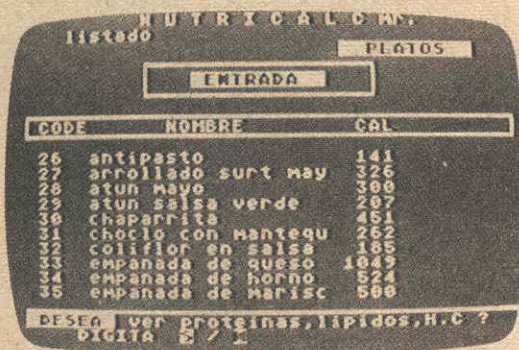 NUTRICALC MR.
listado
PLATOS
ENTRADA
CODE NOMBRE CAL
26 antipasto 141
27 arrollado surt may 326
28 atun mayo 300
29 atun salsa verde 207
30 chaparrita 451
31 choclo con mantequ 262
32 coliflor en salsa 185
33 empanada de queso 1049
34 empanada de horno 524
35 empanada de marisc 500
DESEA ver proteinas,lipidos,H.C ?
DIGITA /